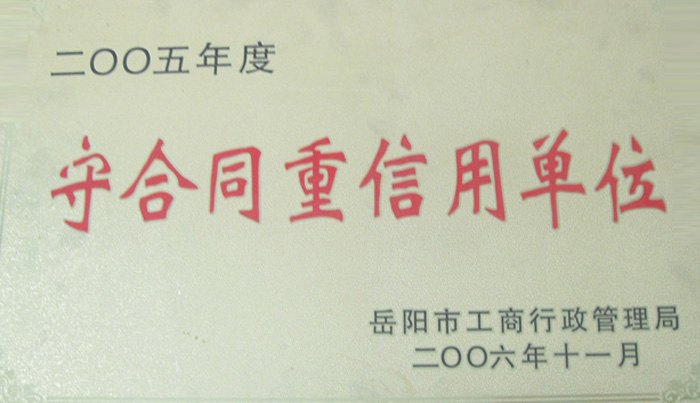 二〇〇五年度
守合同重信用单位
岳阳市工商行政管理局
二〇〇六年十一月